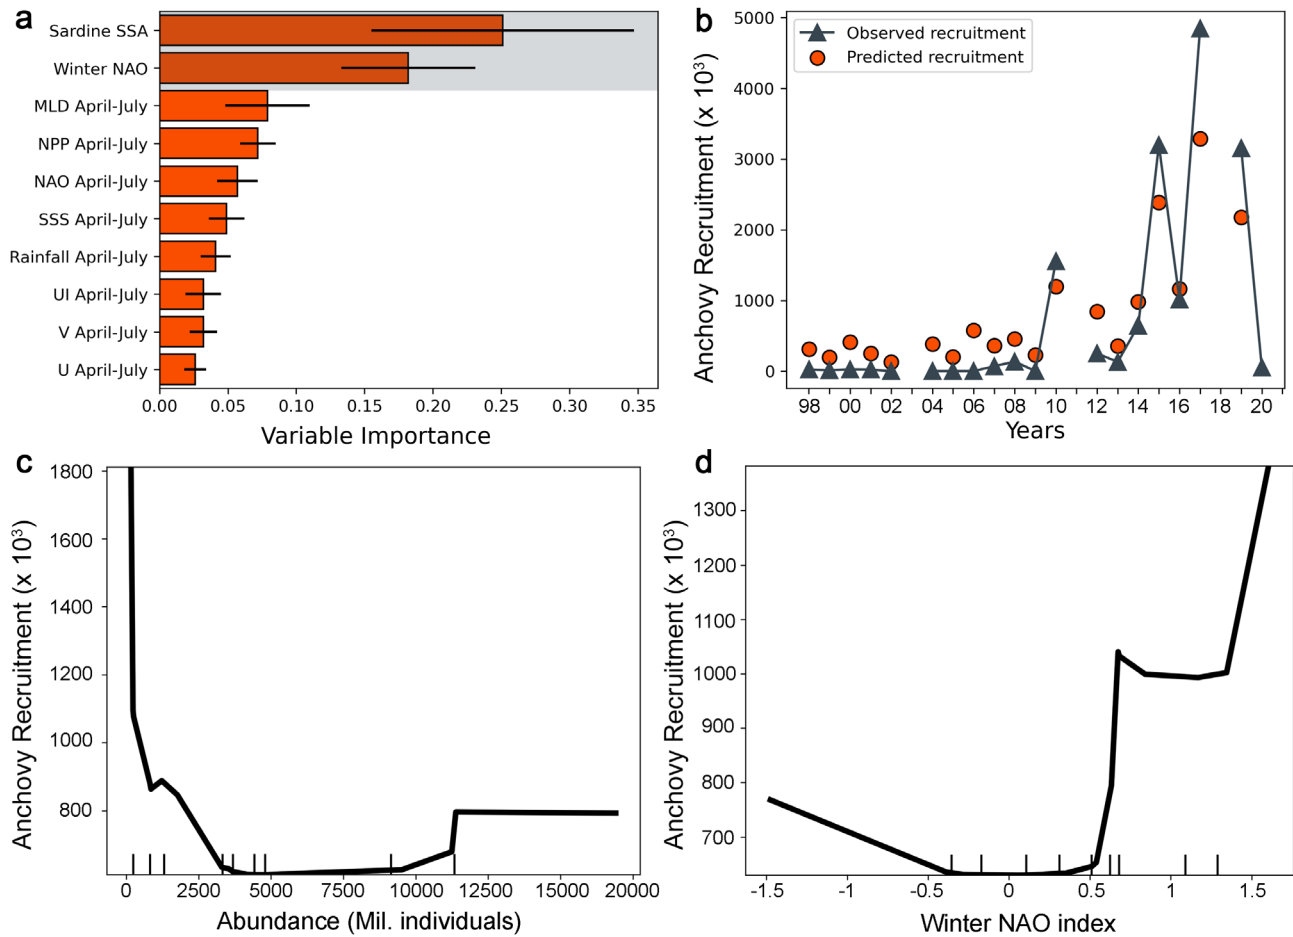 a
Sardine SSA
Winter NAO
MLD April-July
NPP April-July
NAO April-July
SSS April-July
Rainfall April-July
UI April-July
V April-July
U April-July
0.00 0.05 0.10 0.15 0.20 0.25 0.30 0.35
Variable Importance
b
Observed recruitment
Predicted recruitment
Anchovy Recruitment (x 10³)
5000
4000
3000
2000
1000
0
98 00 02 04 06 08 10 12 14 16 18 20
Years
c
Anchovy Recruitment (x 10³)
1800
1600
1400
1200
1000
800
0 2500 5000 7500 10000 12500 15000 17500 20000
Abundance (Mil. individuals)
d
Anchovy Recruitment (x 10³)
1300
1200
1100
1000
900
800
700
-1.5 -1 -0.5 0 0.5 1 1.5
Winter NAO index